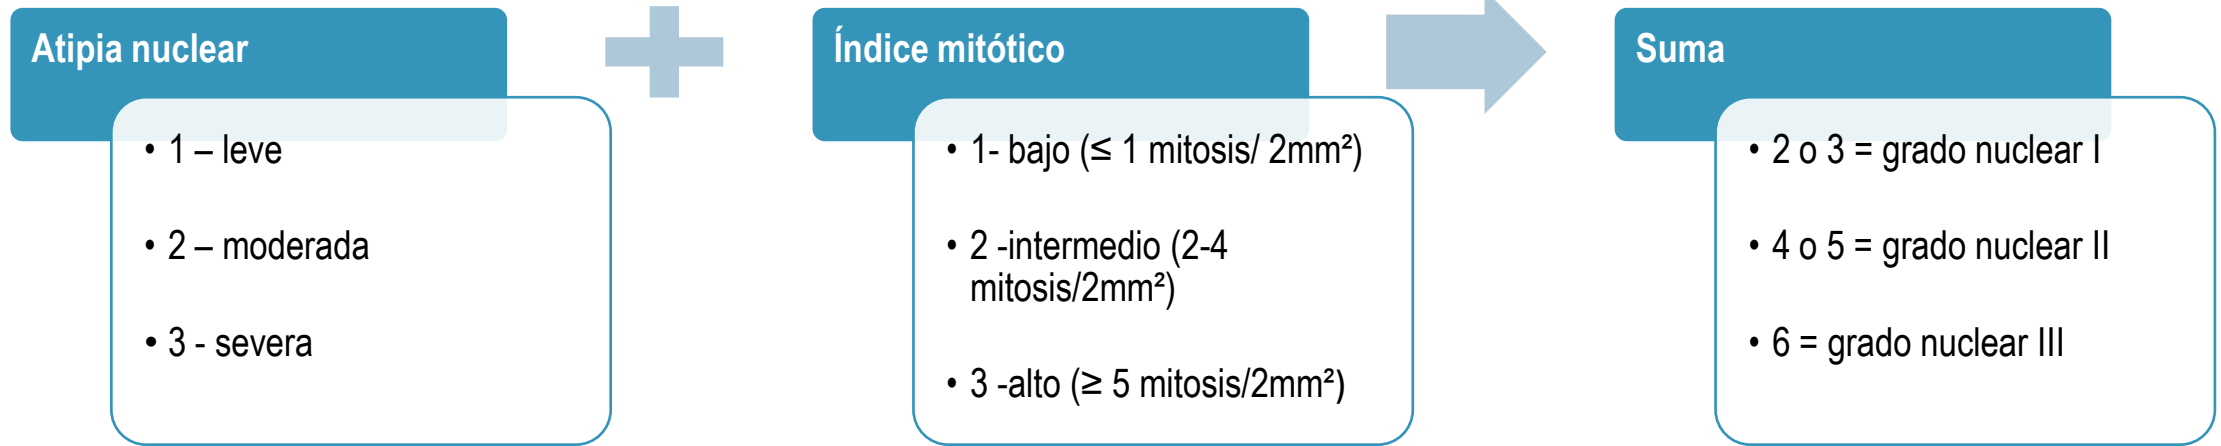 Atipia nuclear
• 1 – leve
• 2 – moderada
• 3 - severa
Índice mitótico
• 1- bajo (≤ 1 mitosis/ 2mm²)
• 2 -intermedio (2-4
mitosis/2mm²)
• 3 -alto (≥ 5 mitosis/2mm²)
Suma
• 2 o 3 = grado nuclear I
• 4 o 5 = grado nuclear II
• 6 = grado nuclear III